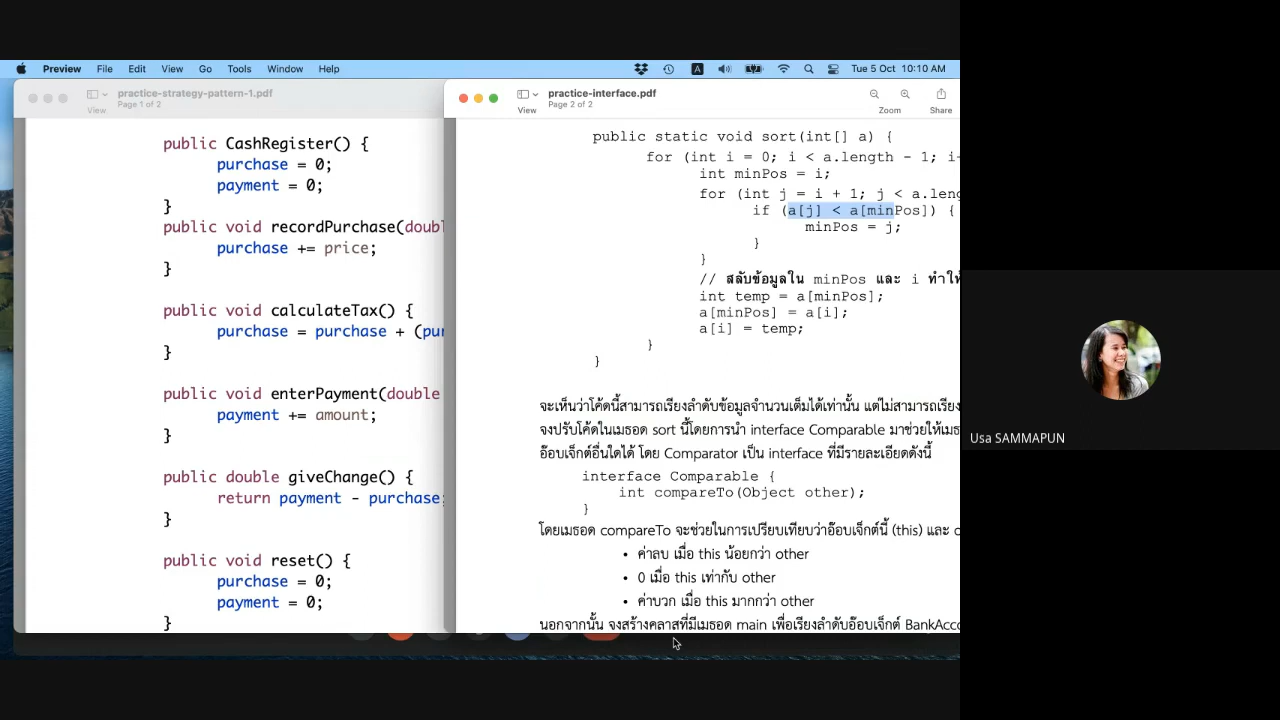 Preview File Edit View Go Tools Window Help
A Tue 5 Oct 10:10 AM
practice-strategy-pattern-1.pdf
Page 1 of 2
View
public CashRegister() {
purchase = 0;
payment = 0;
}
public void recordPurchase(doubl
purchase += price;
}
public void calculateTax() {
purchase = purchase + (pur
}
public void enterPayment(double
payment += amount;
}
public double giveChange() {
return payment - purchase;
}
public void reset() {
purchase = 0;
payment = 0;
}
practice-interface.pdf
Page 2 of 2
View
Zoom
Share
public static void sort(int[] a) {
for (int i = 0; i < a.length - 1; i
int minPos = i;
for (int j = i + 1; j < a.leng
if (a[j] < a[minPos]) {
minPos = j;
}
}
// สลับข้อมูลใน minPos และ i ทำให้
int temp = a[minPos];
a[minPos] = a[i];
a[i] = temp;
}
}
จะเห็นว่าโค้ดนี้สามารถเรียงลำดับข้อมูลจำนวนเต็มได้เท่านั้น แต่ไม่สามารถเรียง
จงปรับโค้ดในเมธอด sort นี้โดยการนำ interface Comparable มาช่วยให้เมธ
อ๊อบเจ็กต์อื่นใดได้ โดย Comparator เป็น interface ที่มีรายละเอียดดังนี้
interface Comparable {
int compareTo(Object other);
}
โดยเมธอด compareTo จะช่วยในการเปรียบเทียบว่าอ๊อบเจ็กต์นี้ (this) และ o
• ค่าลบ เมื่อ this น้อยกว่า other
• 0 เมื่อ this เท่ากับ other
• ค่าบวก เมื่อ this มากกว่า other
นอกจากนั้น จงสร้างคลาสที่มีเมธอด main เพื่อเรียงลำดับอ๊อบเจ็กต์ BankAcco
Usa SAMMAPUN